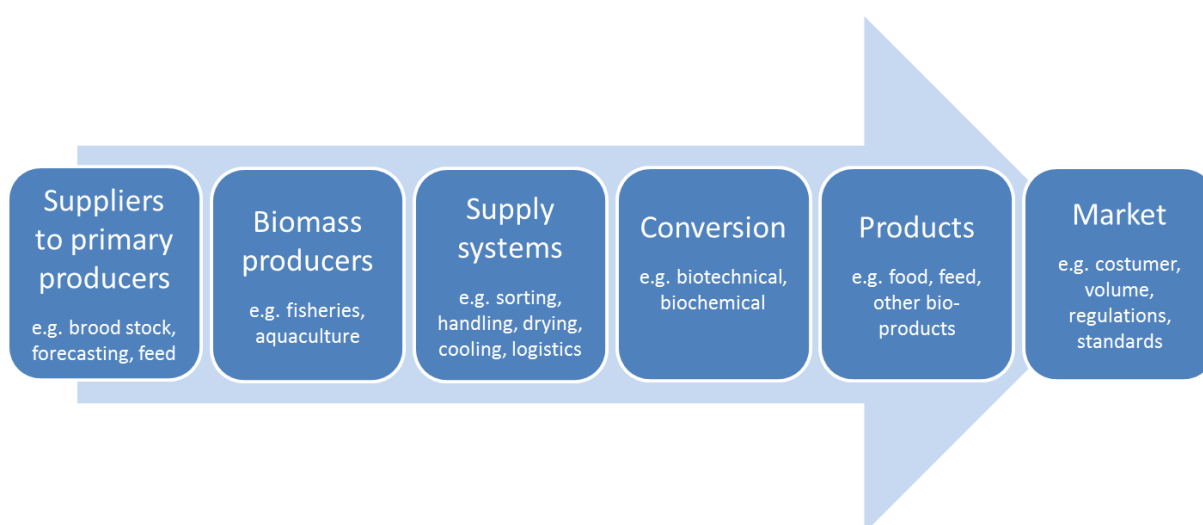 Suppliers
to primary
producers
e.g. brood stock,
forecasting, feed
Biomass
producers
e.g. fisheries,
aquaculture
Supply
systems
e.g. sorting,
handling, drying,
cooling, logistics
Conversion
e.g. biotechnical,
biochemical
Products
e.g. food, feed,
other bio-
products
Market
e.g. costumer,
volume,
regulations,
standards